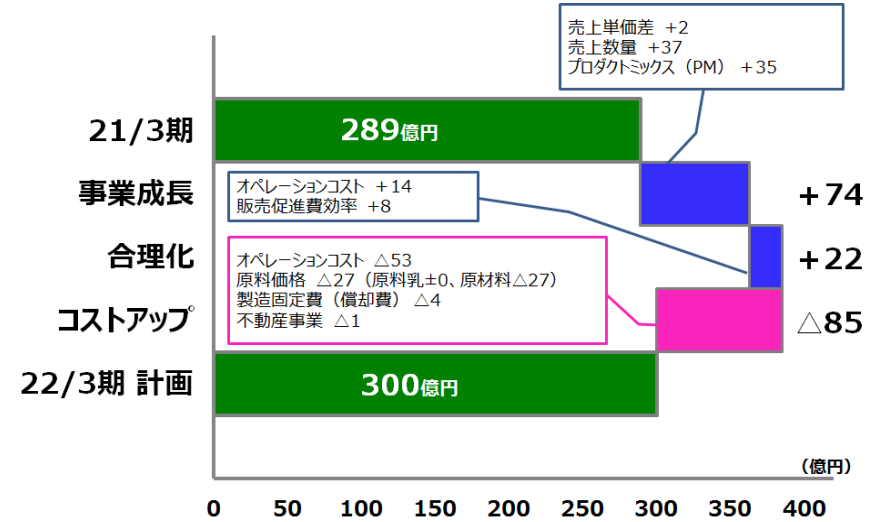 売上単価差 +2
売上数量 +37
プロダクトミックス（PM） +35
21/3期
289億円
事業成長
オペレーションコスト +14
販売促進費効率 +8
+74
合理化
+22
オペレーションコスト △53
原料価格 △27（原料乳±0、原材料△27）
製造固定費（償却費）△4
不動産事業 △1
コストアップ
△85
22/3期 計画
300億円
（億円）
0 50 100 150 200 250 300 350 400